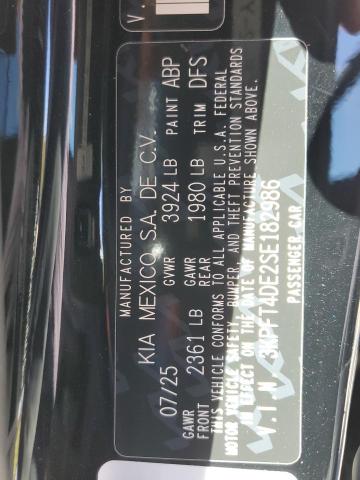 MANUFACTURED BY
KIA MEXICO, S.A. DE C.V.
07/25 GVWR 3924 LB PAINT ABP
GAWR FRONT 2361 LB GAWR REAR 1980 LB TRIM DFS
THIS VEHICLE CONFORMS TO ALL APPLICABLE U.S.A. FEDERAL
MOTOR VEHICLE SAFETY, BUMPER, AND THEFT PREVENTION STANDARDS
IN EFFECT ON THE DATE OF MANUFACTURE SHOWN ABOVE.
V.I.N 3KPFT4DE2SE182986
PASSENGER CAR
V